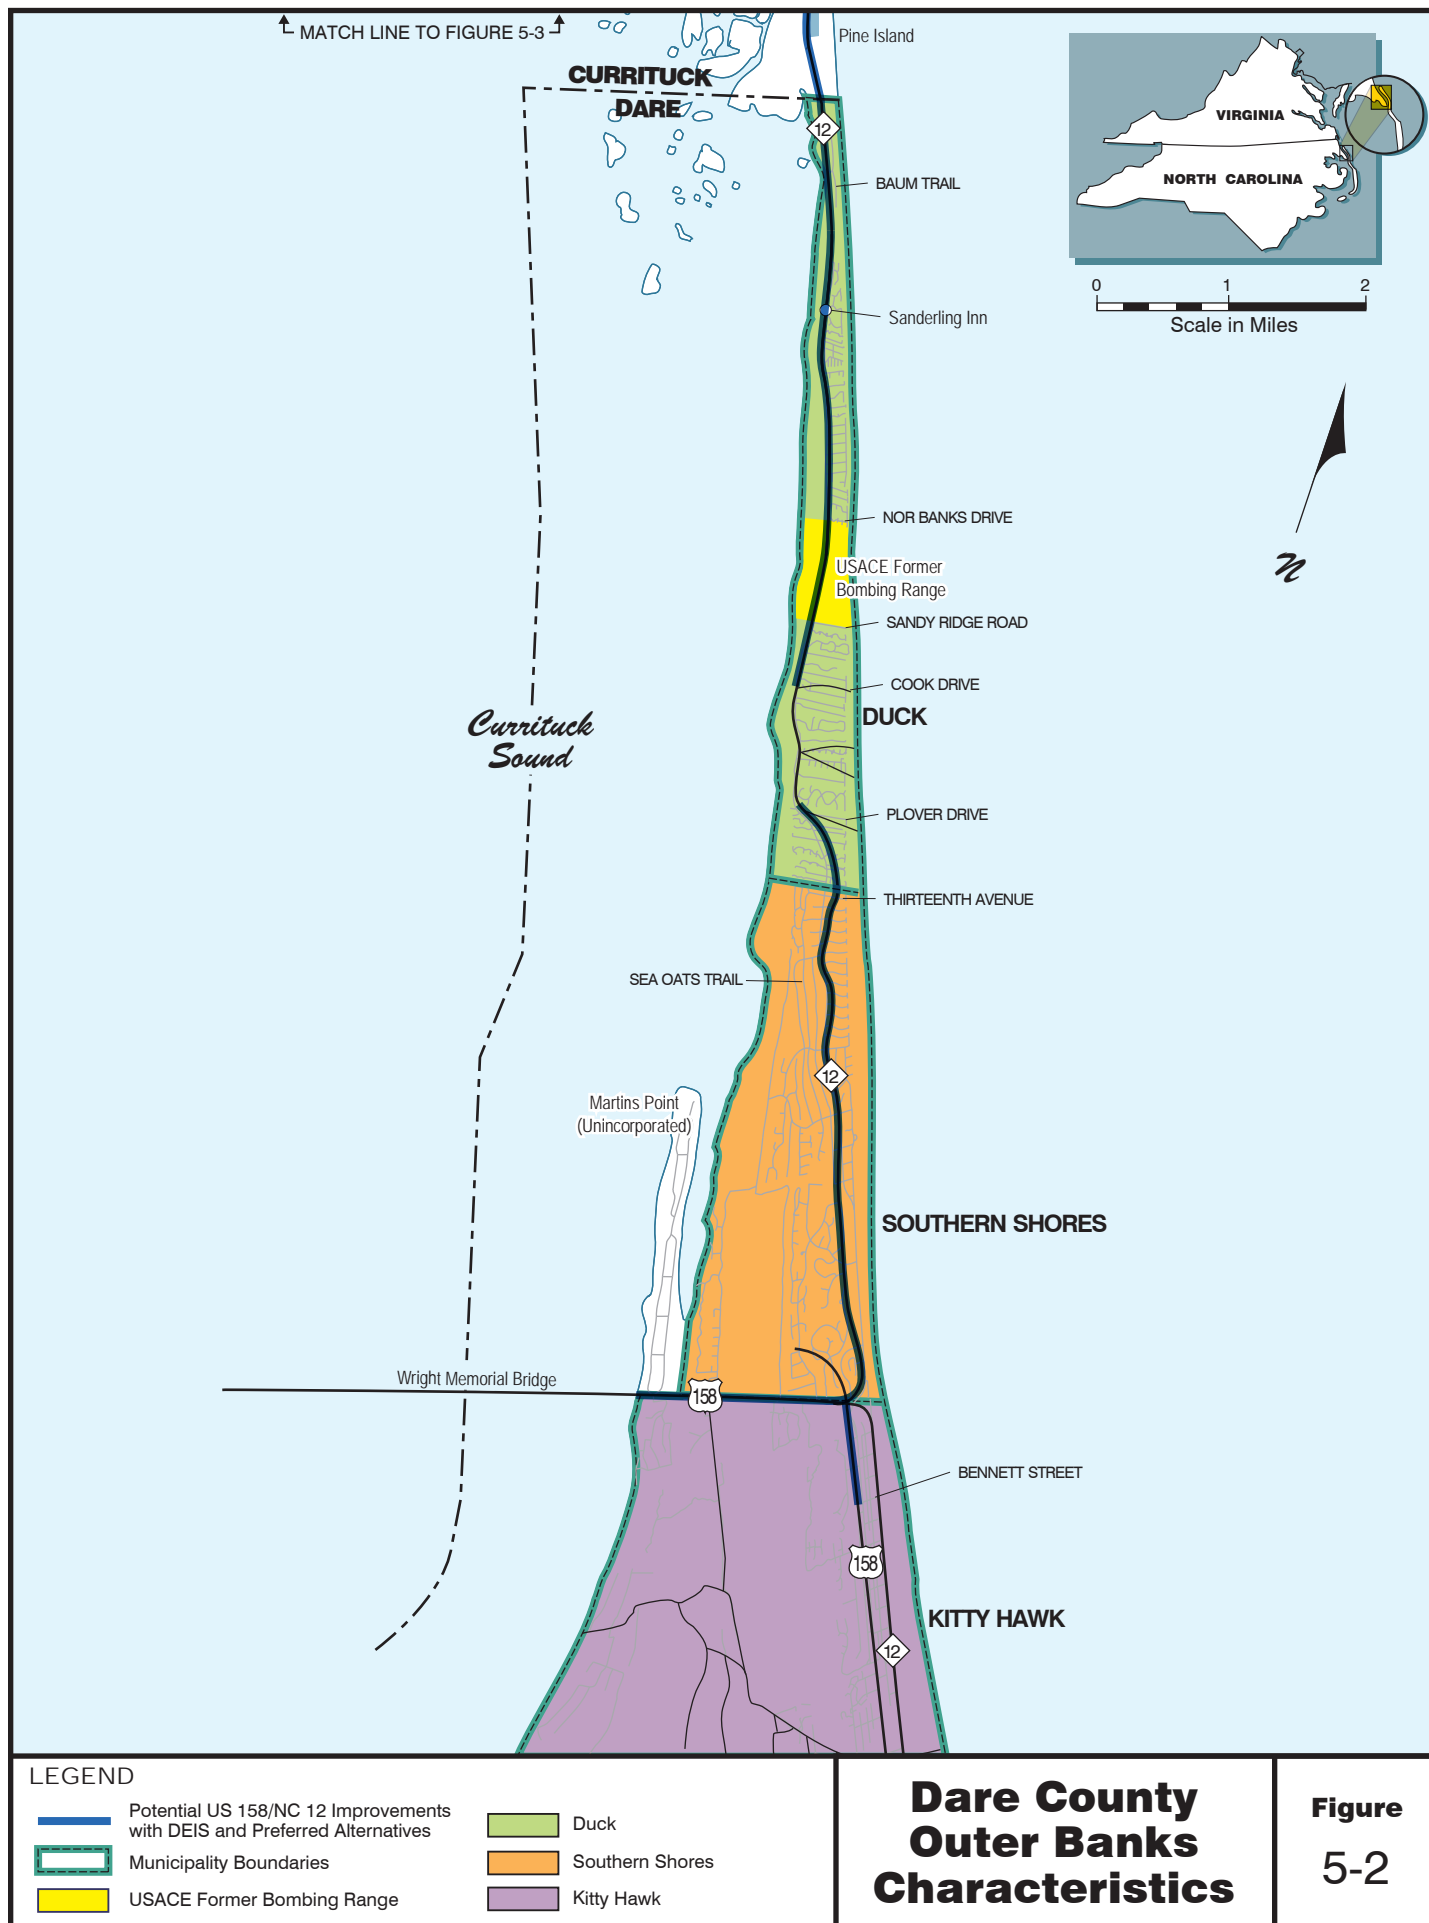 MATCH LINE TO FIGURE 5-3
Pine Island
CURRITUCK
DARE
12
BAUM TRAIL
VIRGINIA
NORTH CAROLINA
0 1 2
Scale in Miles
Sanderling Inn
NOR BANKS DRIVE
USACE Former
Bombing Range
N
SANDY RIDGE ROAD
COOK DRIVE
DUCK
Currituck
Sound
PLOVER DRIVE
THIRTEENTH AVENUE
SEA OATS TRAIL
12
Martins Point
(Unincorporated)
SOUTHERN SHORES
Wright Memorial Bridge
158
BENNETT STREET
158
KITTY HAWK
12
LEGEND
Potential US 158/NC 12 Improvements
with DEIS and Preferred Alternatives
Municipality Boundaries
USACE Former Bombing Range
Duck
Southern Shores
Kitty Hawk
Dare County
Outer Banks
Characteristics
Figure
5-2